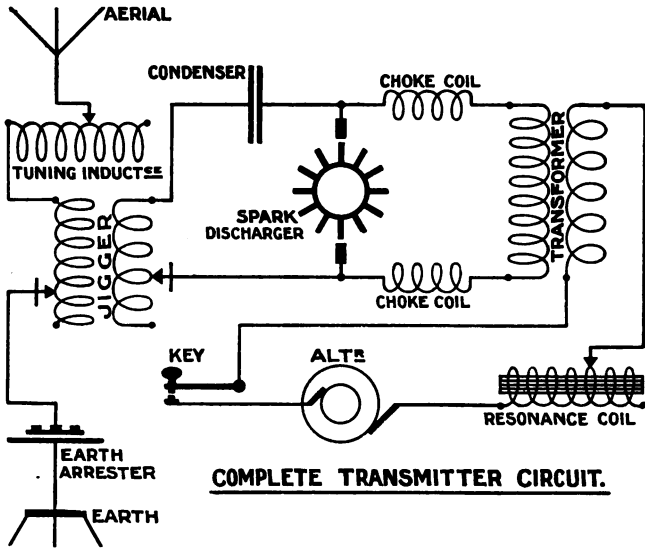 AERIAL
CONDENSER
CHOKE COIL
TUNING INDUCTCE
TRANSFORMER
JIGGER
SPARK
DISCHARGER
CHOKE COIL
KEY
ALTR
RESONANCE COIL
EARTH
ARRESTER
COMPLETE TRANSMITTER CIRCUIT.
EARTH